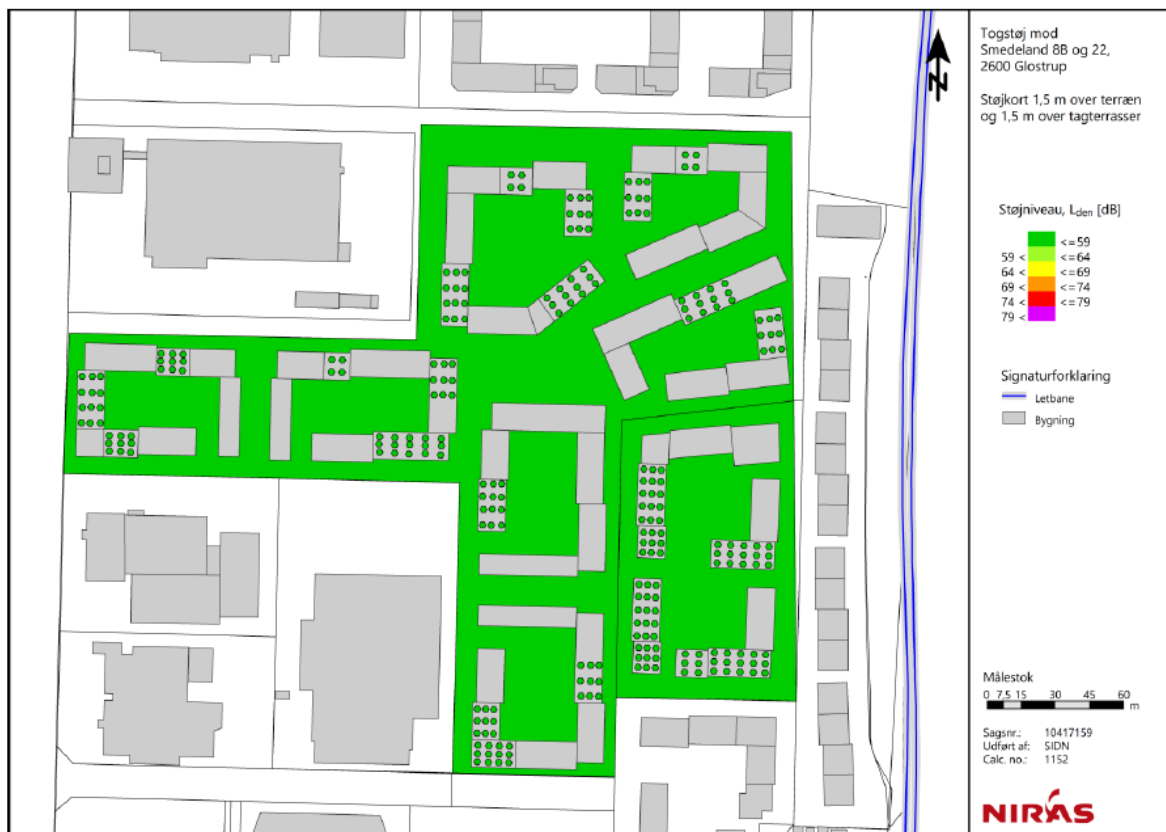 Togstøj mod
Smedeland 8B og 22,
2600 Glostrup
Støjkort 1,5 m over terræn
og 1,5 m over tagterrasser
N
Støjniveau, Lden [dB]
<=59
59 < <=64
64 < <=69
69 < <=74
74 < <=79
79 <
Signaturforklaring
Letbane
Bygning
Målestok
0 7,5 15 30 45 60
m
Sagsnr.: 10417159
Udført af: SIDN
Calc. no.: 1152
NIRAS